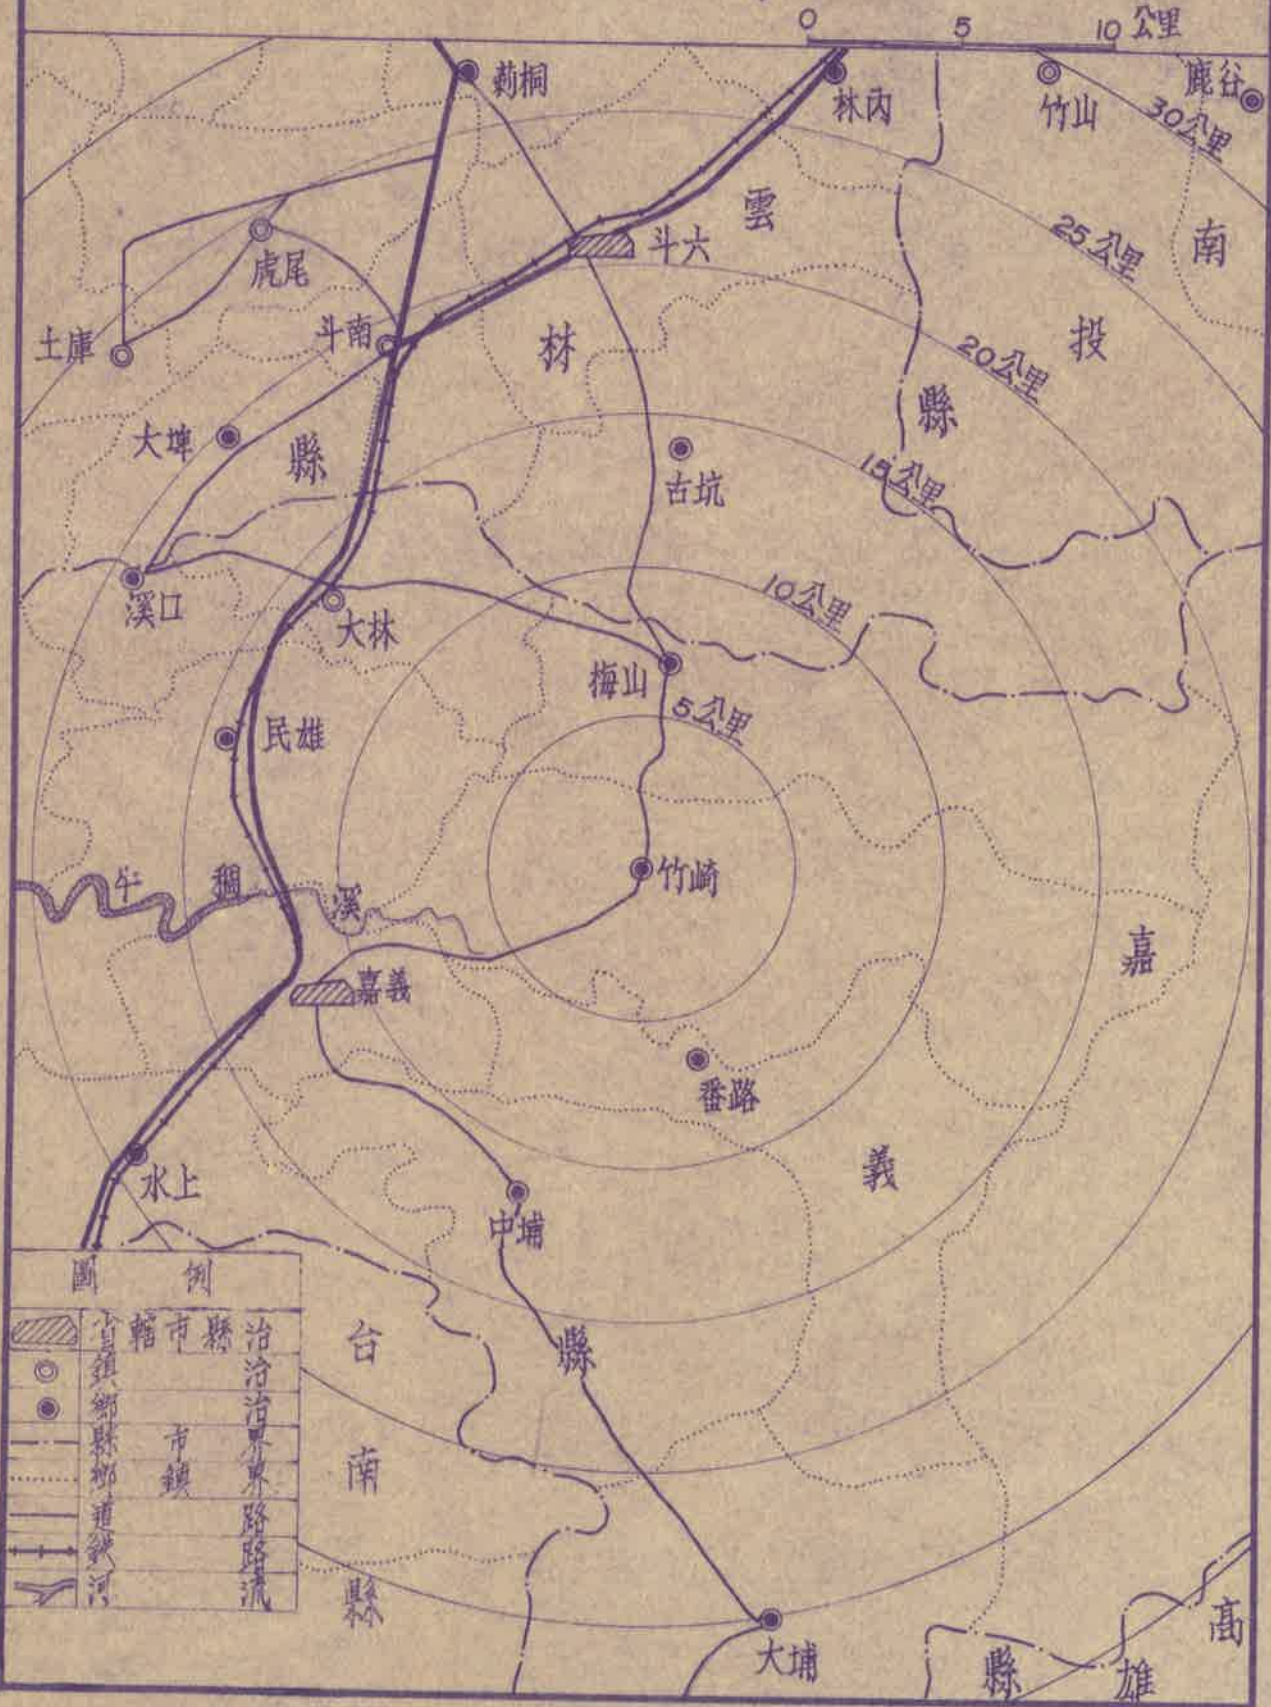 0 5 10 公里
莿桐
林内
竹山
鹿谷
30公里
雲
斗六
25公里
南
虎尾
土庫
斗南
林
20公里
投
大埤
縣
縣
古坑
15公里
溪口
大林
10公里
梅山
5公里
民雄
竹崎
牛稠溪
嘉義
嘉
番路
義
水上
中埔
圖例
省轄市縣治
鎮治
鄉治
縣市界
鄉鎮界
道路
鐵路
河流
台
南
縣
縣
大埔
高
雄
縣